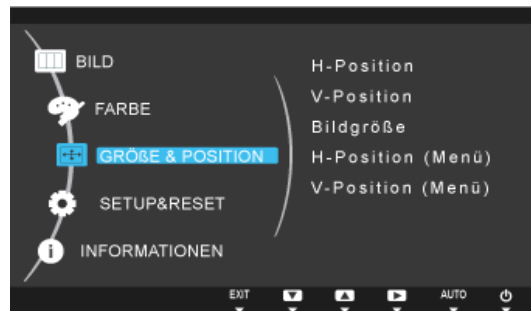 BILD
FARBE
GRÖßE & POSITION
SETUP&RESET
INFORMATIONEN
H-Position
V-Position
Bildgröße
H-Position (Menü)
V-Position (Menü)
EXIT
AUTO